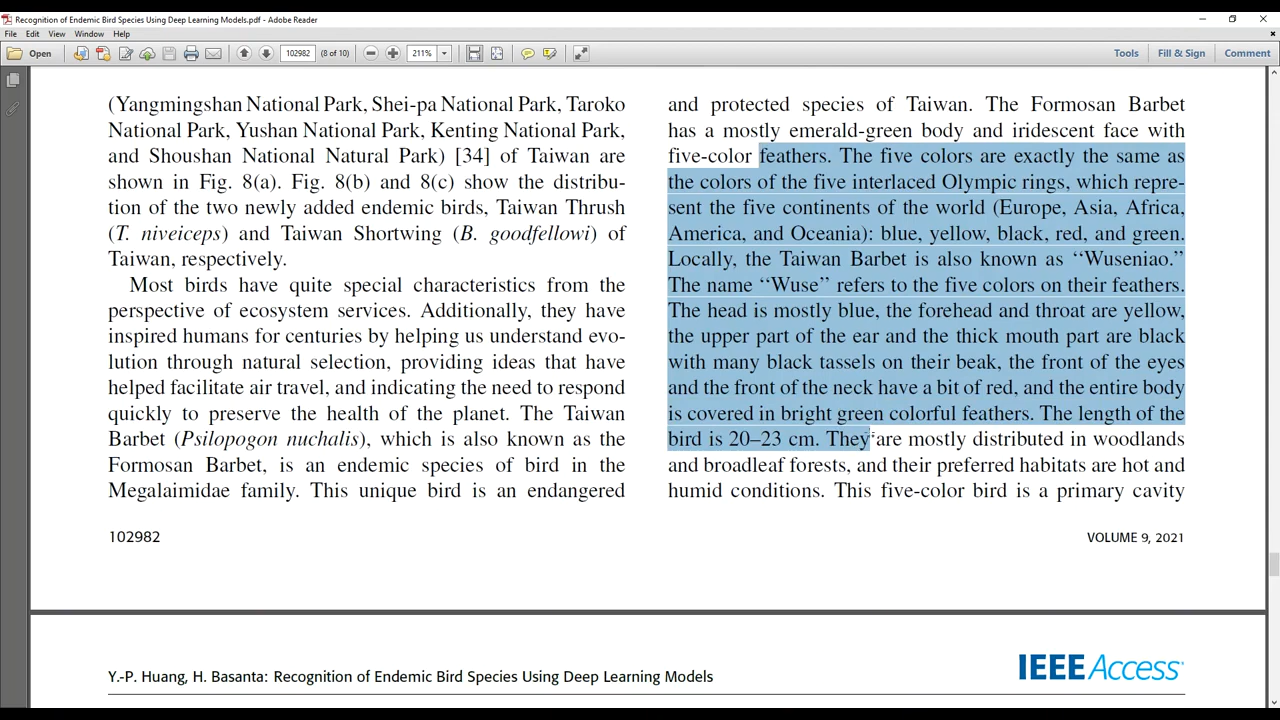 Recognition of Endemic Bird Species Using Deep Learning Models.pdf - Adobe Reader
File Edit View Window Help
Open 102982 (8 of 10) 211% Tools Fill & Sign Comment
(Yangmingshan National Park, Shei-pa National Park, Taroko
National Park, Yushan National Park, Kenting National Park,
and Shoushan National Natural Park) [34] of Taiwan are
shown in Fig. 8(a). Fig. 8(b) and 8(c) show the distribu-
tion of the two newly added endemic birds, Taiwan Thrush
(T. niveiceps) and Taiwan Shortwing (B. goodfellowi) of
Taiwan, respectively.
Most birds have quite special characteristics from the
perspective of ecosystem services. Additionally, they have
inspired humans for centuries by helping us understand evo-
lution through natural selection, providing ideas that have
helped facilitate air travel, and indicating the need to respond
quickly to preserve the health of the planet. The Taiwan
Barbet (Psilopogon nuchalis), which is also known as the
Formosan Barbet, is an endemic species of bird in the
Megalaimidae family. This unique bird is an endangered
and protected species of Taiwan. The Formosan Barbet
has a mostly emerald-green body and iridescent face with
five-color feathers. The five colors are exactly the same as
the colors of the five interlaced Olympic rings, which repre-
sent the five continents of the world (Europe, Asia, Africa,
America, and Oceania): blue, yellow, black, red, and green.
Locally, the Taiwan Barbet is also known as ‘‘Wuseniao.’’
The name ‘‘Wuse’’ refers to the five colors on their feathers.
The head is mostly blue, the forehead and throat are yellow,
the upper part of the ear and the thick mouth part are black
with many black tassels on their beak, the front of the eyes
and the front of the neck have a bit of red, and the entire body
is covered in bright green colorful feathers. The length of the
bird is 20–23 cm. They are mostly distributed in woodlands
and broadleaf forests, and their preferred habitats are hot and
humid conditions. This five-color bird is a primary cavity
102982
VOLUME 9, 2021
Y.-P. Huang, H. Basanta: Recognition of Endemic Bird Species Using Deep Learning Models
IEEE Access